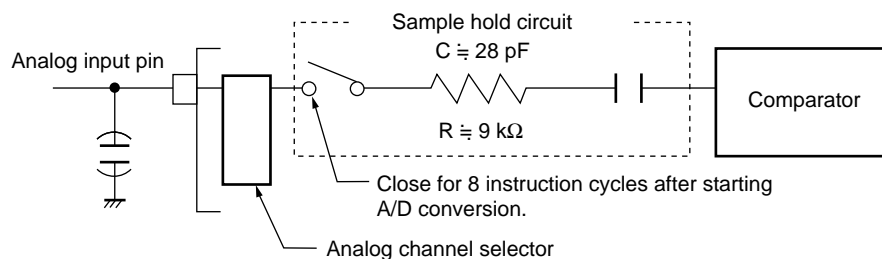 Sample hold circuit
Analog input pin
C ≒ 28 pF
Comparator
R ≒ 9 kΩ
Close for 8 instruction cycles after starting
A/D conversion.
Analog channel selector